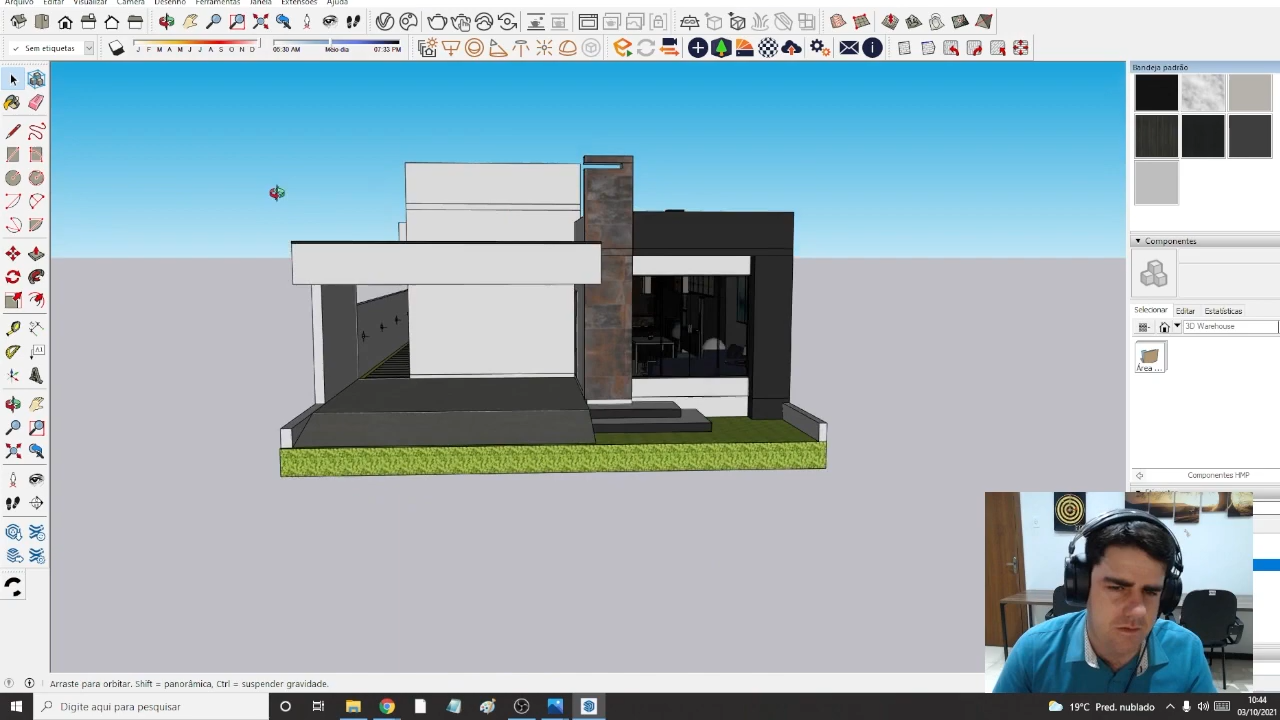 Arquivo Editar Visualizar Câmera Desenho Ferramentas Janela Extensões Ajuda
Sem etiquetas
J F M A M J J A S O N D
06:30 AM Meio-dia 07:33 PM
Bandeja padrão
Componentes
Selecionar Editar Estatísticas
3D Warehouse
Área ...
Componentes HMP
Arraste para orbitar. Shift = panorâmica, Ctrl = suspender gravidade.
Digite aqui para pesquisar
19°C Pred. nublado
10:44
03/10/2021